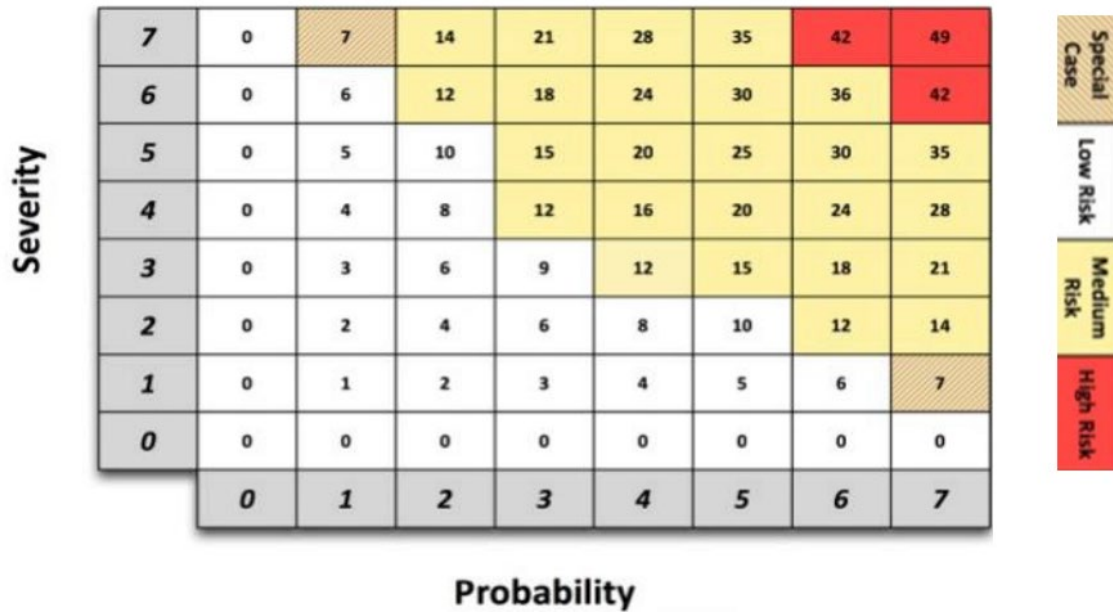 7 0 7 14 21 28 35 42 49
6 0 6 12 18 24 30 36 42
5 0 5 10 15 20 25 30 35
4 0 4 8 12 16 20 24 28
3 0 3 6 9 12 15 18 21
2 0 2 4 6 8 10 12 14
1 0 1 2 3 4 5 6 7
0 0 0 0 0 0 0 0 0
0 1 2 3 4 5 6 7
Severity
Probability
Special
Case
Low Risk
Medium
Risk
High Risk